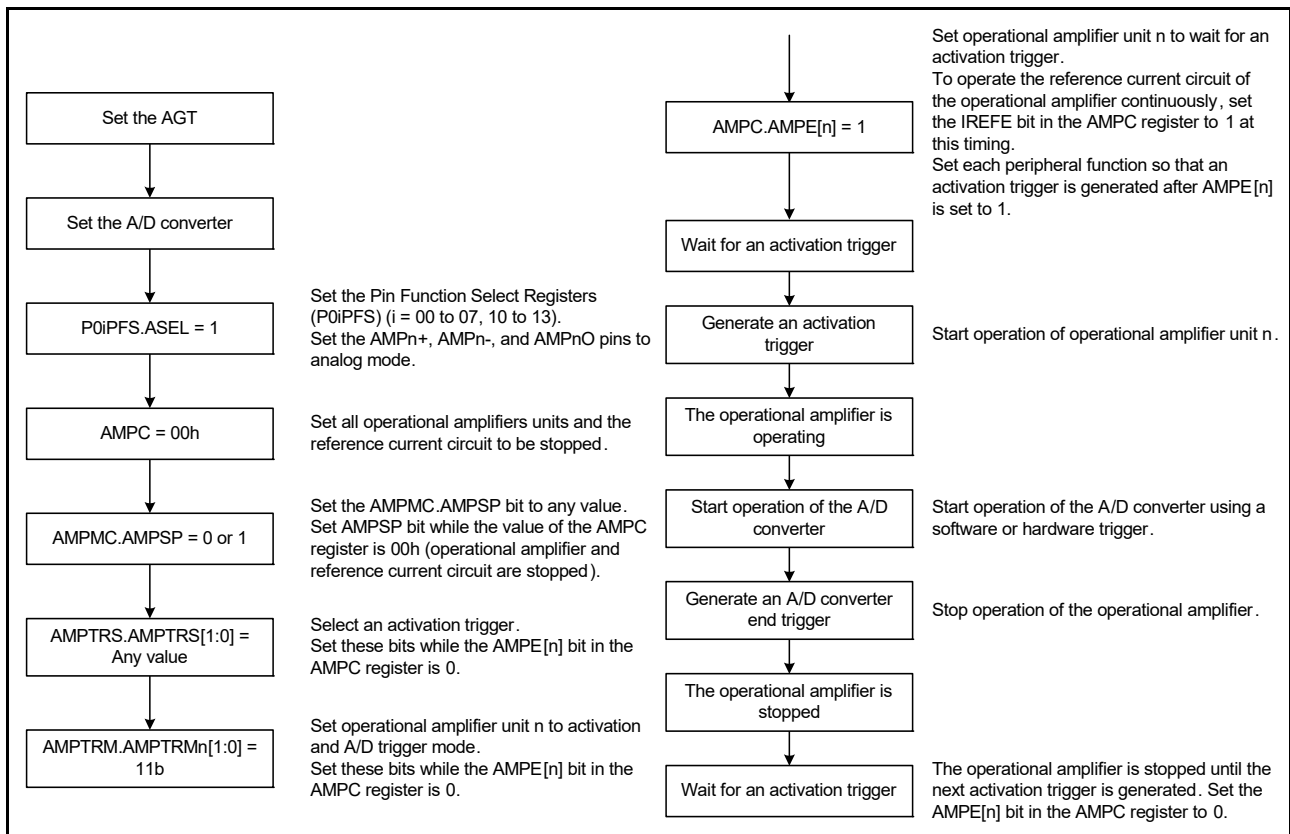 Set the AGT
Set the A/D converter
P0iPFS.ASEL = 1
Set the Pin Function Select Registers
(P0iPFS) (i = 00 to 07, 10 to 13).
Set the AMPn+, AMPn-, and AMPnO pins to
analog mode.
AMPC = 00h
Set all operational amplifiers units and the
reference current circuit to be stopped.
AMPMC.AMPSP = 0 or 1
Set the AMPMC.AMPSP bit to any value.
Set AMPSP bit while the value of the AMPC
register is 00h (operational amplifier and
reference current circuit are stopped).
AMPTRS.AMPTRS[1:0] =
Any value
Select an activation trigger.
Set these bits while the AMPE[n] bit in the
AMPC register is 0.
AMPTRM.AMPTRMn[1:0] =
11b
Set operational amplifier unit n to activation
and A/D trigger mode.
Set these bits while the AMPE[n] bit in the
AMPC register is 0.
AMPC.AMPE[n] = 1
Set operational amplifier unit n to wait for an
activation trigger.
To operate the reference current circuit of
the operational amplifier continuously, set
the IREFE bit in the AMPC register to 1 at
this timing.
Set each peripheral function so that an
activation trigger is generated after AMPE[n]
is set to 1.
Wait for an activation trigger
Generate an activation
trigger
Start operation of operational amplifier unit n.
The operational amplifier is
operating
Start operation of the A/D
converter
Start operation of the A/D converter using a
software or hardware trigger.
Generate an A/D converter
end trigger
Stop operation of the operational amplifier.
The operational amplifier is
stopped
Wait for an activation trigger
The operational amplifier is stopped until the
next activation trigger is generated. Set the
AMPE[n] bit in the AMPC register to 0.